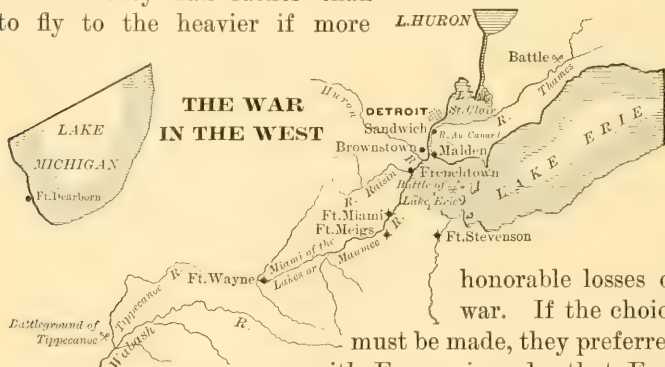 to fly to the heavier if more
L. HURON
Battle
Thames
R.
Huron
THE WAR
IN THE WEST
DETROIT
L.
St. Clair
Sandwich
R. Au Canard
Brownstown
Malden
LAKE ERIE
LAKE
MICHIGAN
Ft. Dearborn
R. Raisin
R.
Frenchtown
Battle of
Lake Erie
Ft. Miami
Ft. Meigs
Miami of the
Lakes or Maumee R.
Ft. Stevenson
Ft. Wayne
Tippecanoe R.
Battleground of
Tippecanoe
Wabash R.
honorable losses
war. If the
must be made, they